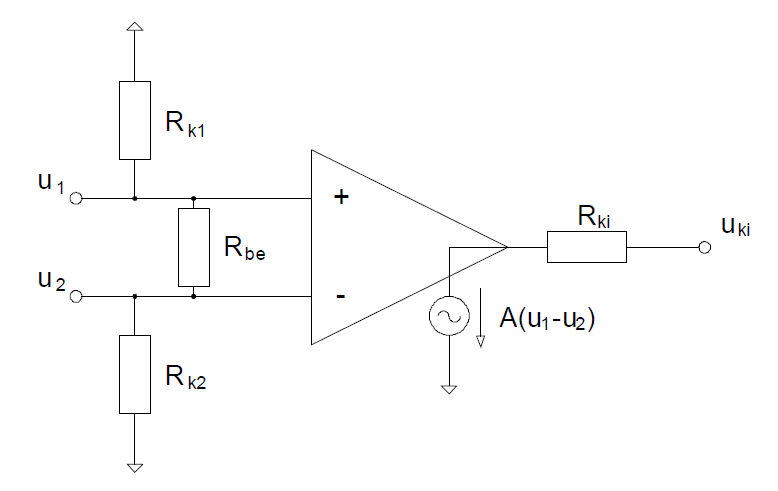 Rk1
u1
+
Rki
uki
Rbe
u2
-
A(u1-u2)
Rk2